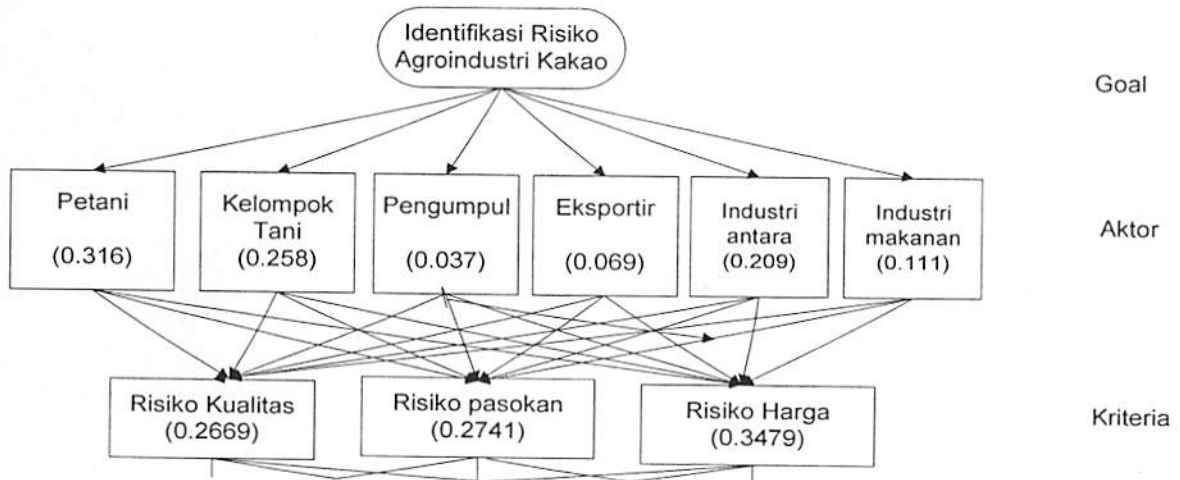 Identifikasi Risiko
Agroindustri Kakao
Goal
Petani
(0.316)
Kelompok
Tani
(0.258)
Pengumpul
(0.037)
Eksportir
(0.069)
Industri
antara
(0.209)
Industri
makanan
(0.111)
Aktor
Risiko Kualitas
(0.2669)
Risiko pasokan
(0.2741)
Risiko Harga
(0.3479)
Kriteria